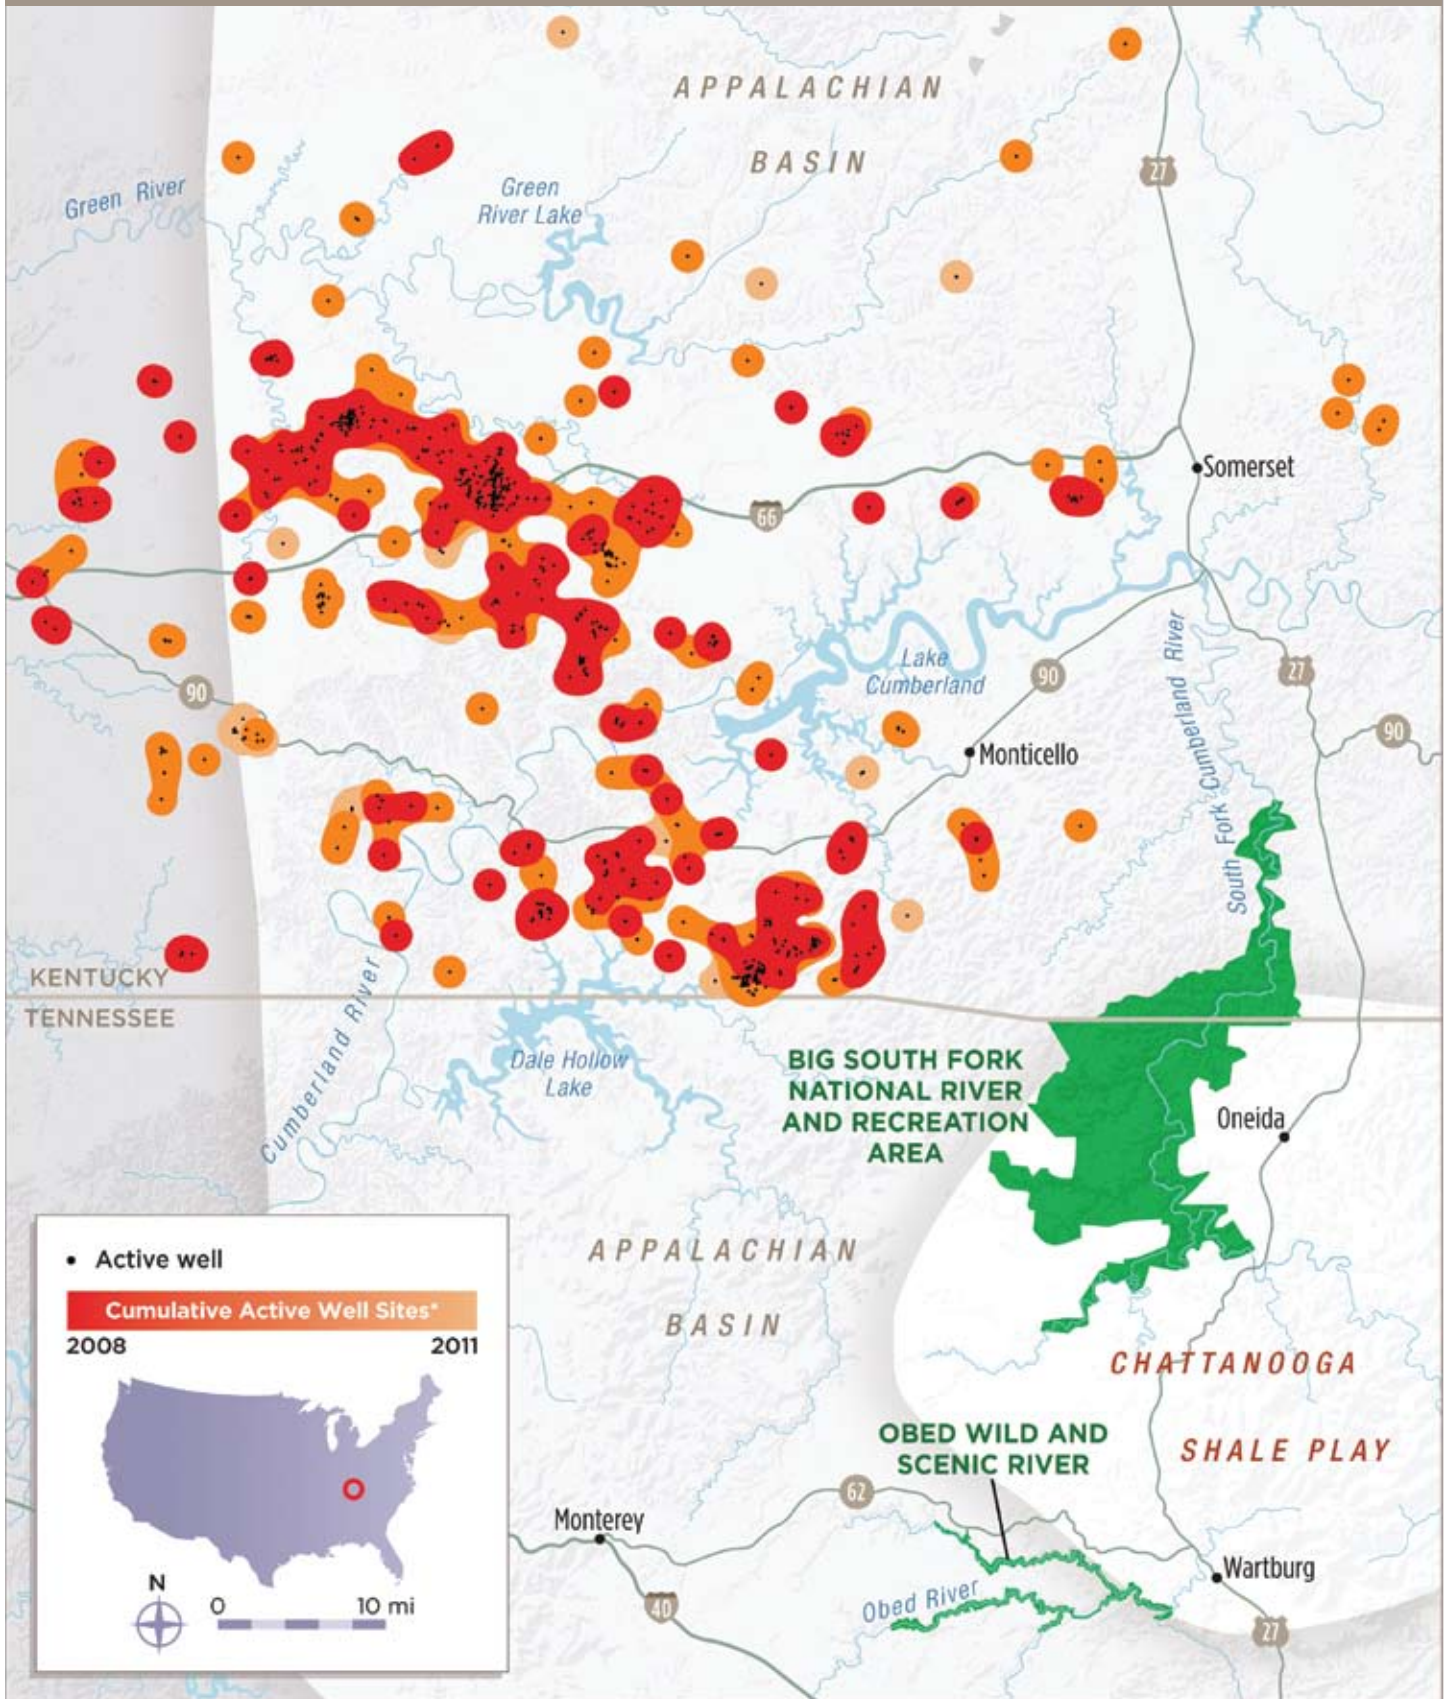 APPALACHIAN
BASIN
27
Green River
Green
River Lake
Somerset
66
Lake
Cumberland
90
South Fork Cumberland River
27
90
90
Monticello
KENTUCKY
TENNESSEE
Cumberland River
Dale Hollow
Lake
BIG SOUTH FORK
NATIONAL RIVER
AND RECREATION
AREA
Oneida
APPALACHIAN
BASIN
CHATTANOOGA
SHALE PLAY
OBED WILD AND
SCENIC RIVER
62
Monterey
Wartburg
Obed River
40
27
Active well
Cumulative Active Well Sites*
2008 2011
N
0 10 mi